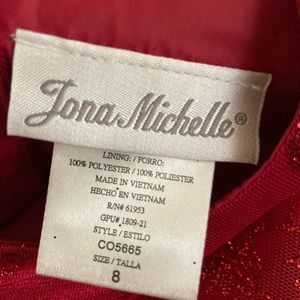 Jona Michelle®
LINING: / FORRO:
100% POLYESTER / 100% POLIESTER
MADE IN VIETNAM
HECHO EN VIETNAM
R/N# 61953
GPU# 1809-21
STYLE / ESTILO
CO5665
SIZE / TALLA
8